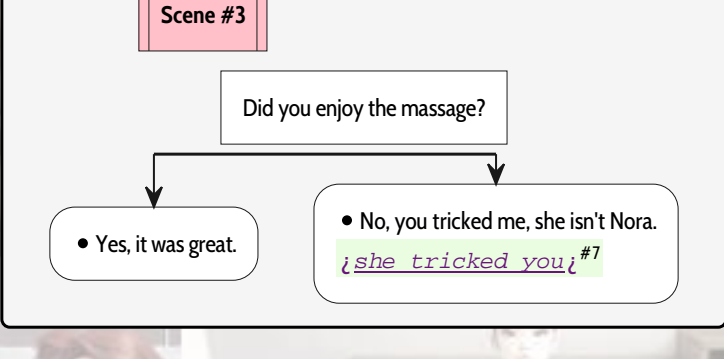 Scene #3
Did you enjoy the massage?
• Yes, it was great.
• No, you tricked me, she isn't Nora.
¿she tricked you¿#7